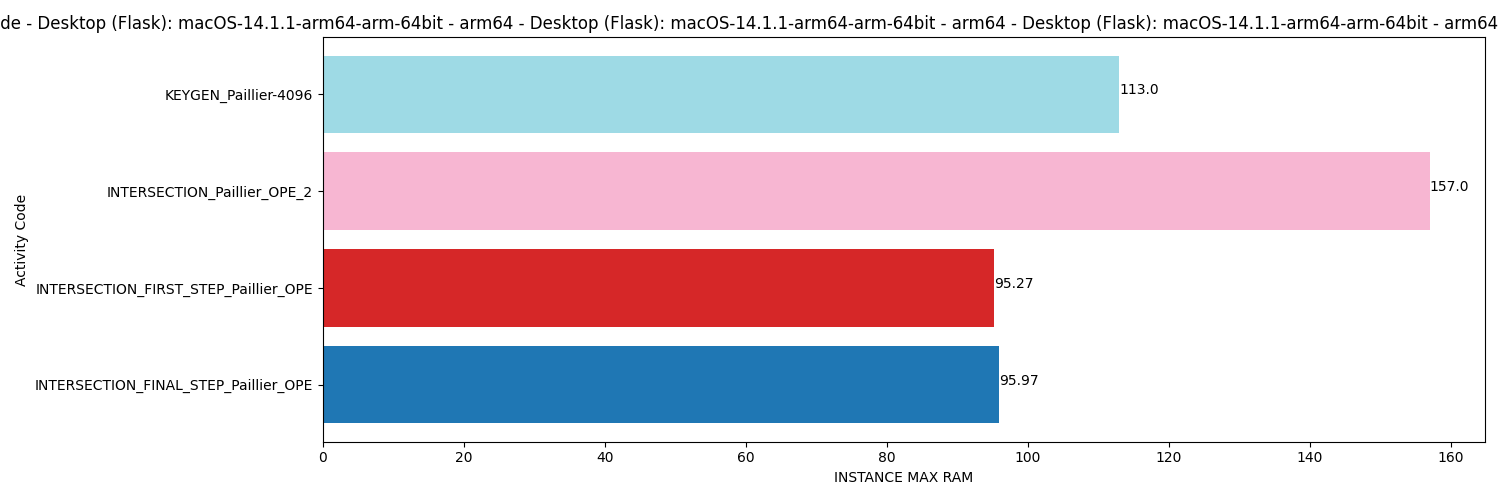 de - Desktop (Flask): macOS-14.1.1-arm64-arm-64bit - arm64 - Desktop (Flask): macOS-14.1.1-arm64-arm-64bit - arm64 - Desktop (Flask): macOS-14.1.1-arm64-arm-64bit - arm64
KEYGEN_Paillier-4096
113.0
INTERSECTION_Paillier_OPE_2
157.0
Activity Code
INTERSECTION_FIRST_STEP_Paillier_OPE
95.27
INTERSECTION_FINAL_STEP_Paillier_OPE
95.97
0 20 40 60 80 100 120 140 160
INSTANCE MAX RAM